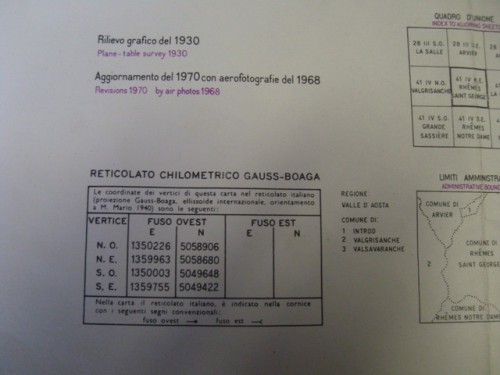 Rilievo grafico del 1930
Plane-table survey 1930
Aggiornamento del 1970 con aerofotografie del 1968
Revisions 1970 by air photos 1968
QUADRO D'UNIONE
INDEX TO ADJOINING SHEETS
28 III S.O.
LA SALLE
28 III S.E.
ARVIER
41 IV N.O.
VALGRISANCHE
41 IV N.E.
RHÊMES
SAINT GEORGE
41 IV S.O.
GRANDE
SASSIÈRE
41 IV S.E.
RHÊMES
NOTRE DAME
RETICOLATO CHILOMETRICO GAUSS-BOAGA
Le coordinate dei vertici di questa carta nel reticolato italiano
(proiezione Gauss-Boaga, ellissoide internazionale, orientamento
a M. Mario 1940) sono le seguenti:
VERTICE FUSO OVEST FUSO EST
E N E N
N. O. 1350226 5058906
N. E. 1359963 5058680
S. O. 1350003 5049648
S. E. 1359755 5049422
Nella carta il reticolato italiano, è indicato nella cornice
con i seguenti segni convenzionali:
fuso ovest fuso est
REGIONE:
VALLE D'AOSTA
COMUNE DI:
1 INTROD
2 VALGRISANCHE
3 VALSAVARANCHE
LIMITI
COMUNE DI
ARVIER
COMUNE DI
RHÊMES
SAINT GEORGE
2
COMUNE DI
RHÊMES NOTRE DAME